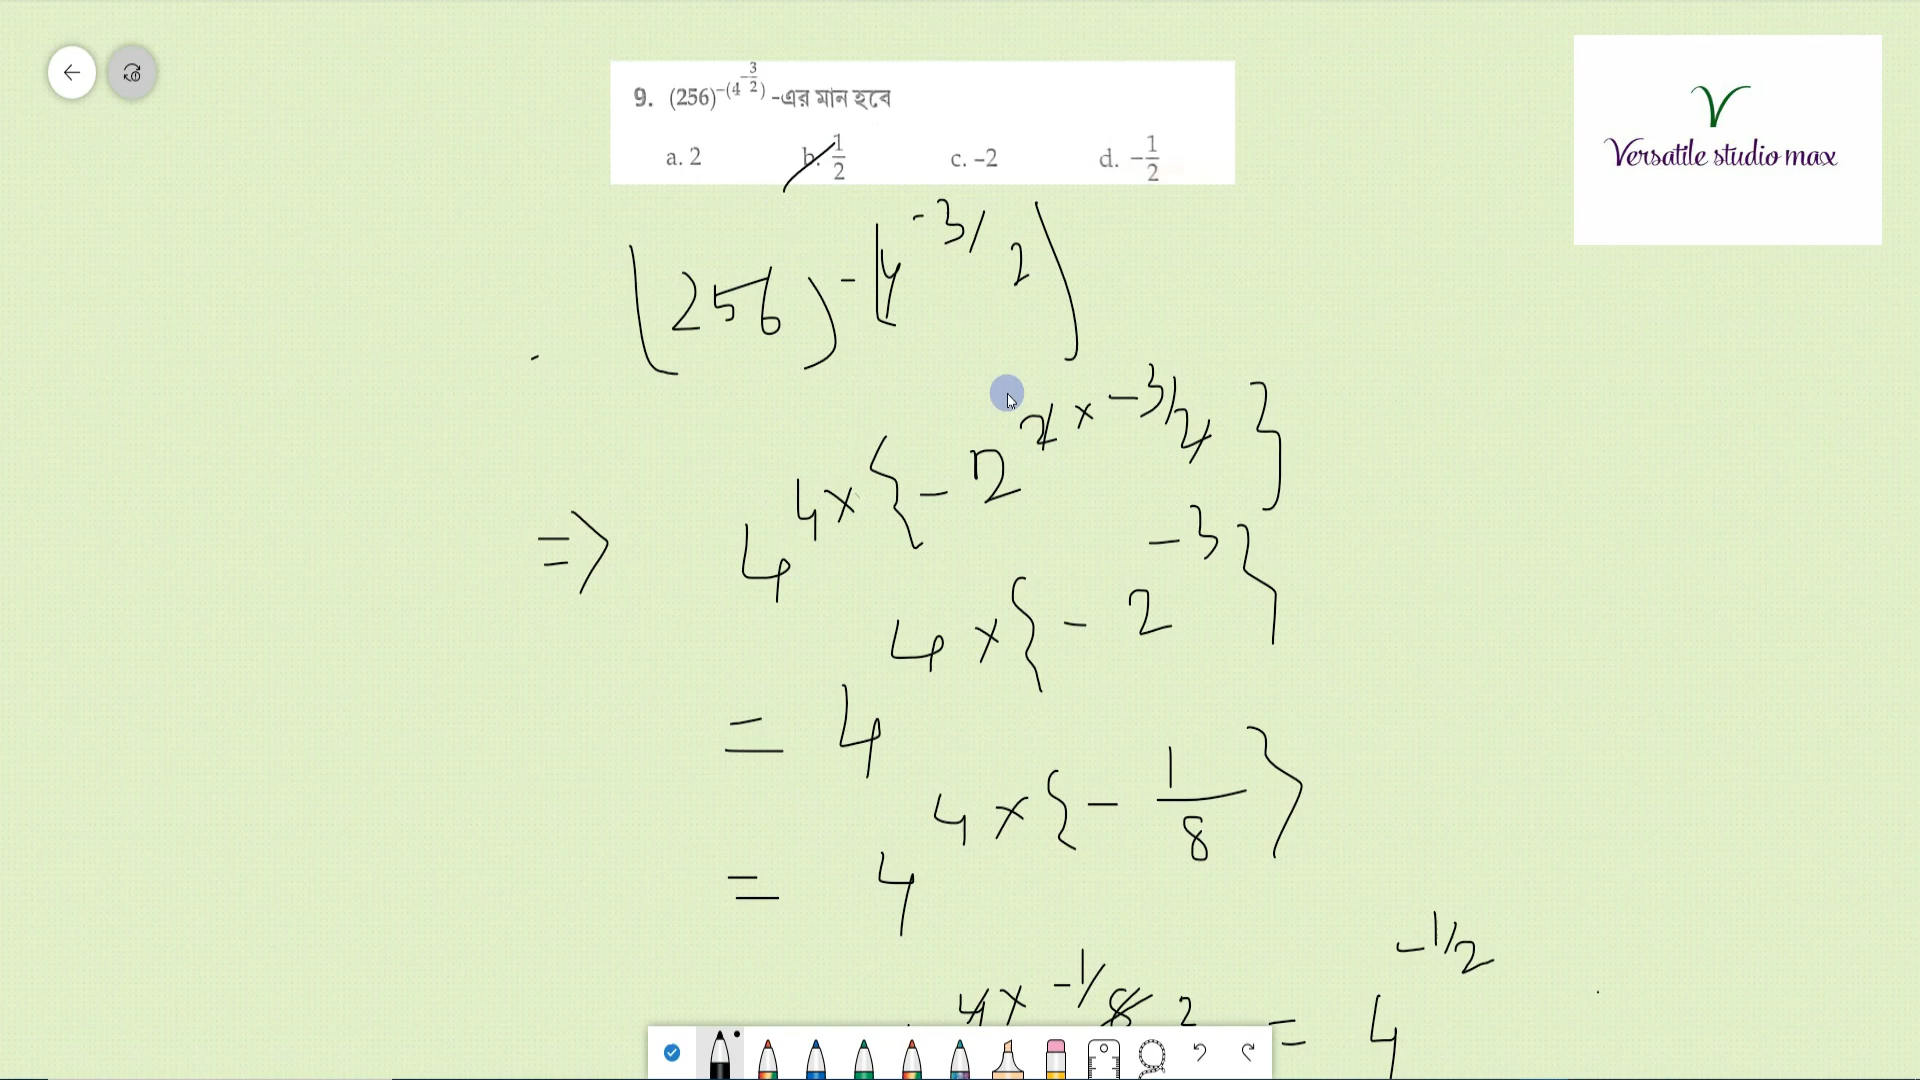 9. (256)^{-(4^{-3/2})} -এর মান হবে
a. 2 b. 1/2 c. –2 d. –1/2
V
Versatile studio max
(256)^{-(4^{-3/2})}
=> 4^{4×{-2^{2×-3/2}}}
= 4^{4×{-2^{-3}}}
= 4^{4×{-1/8}}
4×-1/8 2 = 4^{-1/2}